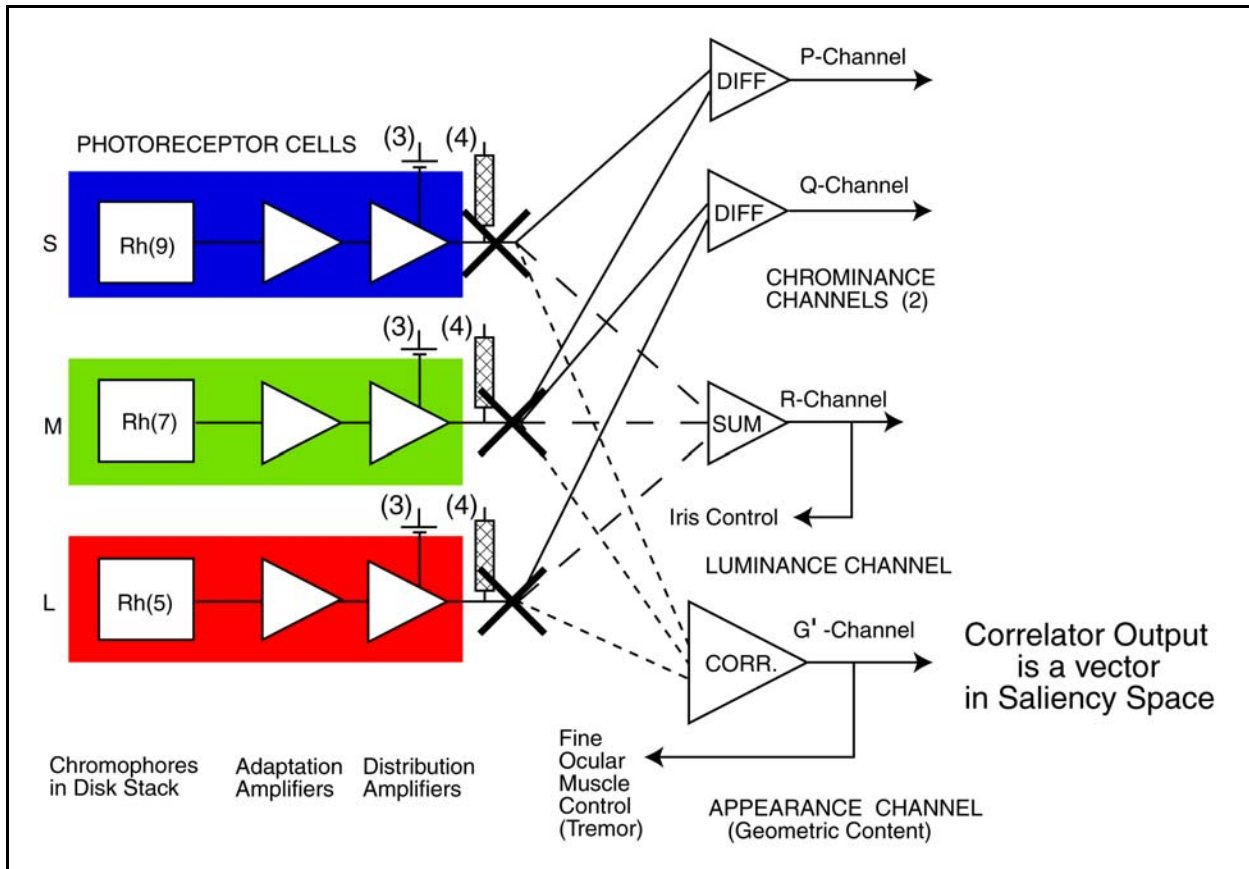 P-Channel
DIFF
PHOTORECEPTOR CELLS
(3)
(4)
S
Rh(9)
Q-Channel
DIFF
CHROMINANCE
CHANNELS (2)
(3)
(4)
M
Rh(7)
R-Channel
SUM
Iris Control
LUMINANCE CHANNEL
(3)
(4)
L
Rh(5)
G' -Channel
CORR.
Correlator Output
is a vector
in Saliency Space
Chromophores
in Disk Stack
Adaptation
Amplifiers
Distribution
Amplifiers
Fine
Ocular
Muscle
Control
(Tremor)
APPEARANCE CHANNEL
(Geometric Content)